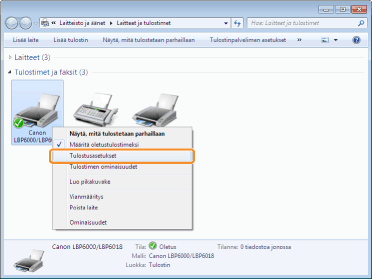 Laitteisto ja äänet ▸ Laitteet ja tulostimet
Hae: Laitteet ja tulostimet
Lisää laite Lisää tulostin Näytä, mitä tulostetaan parhaillaan Tulostinpalvelimen asetukset »
Laitteet (3)
Tulostimet ja faksit (3)
Canon
LBP6000/LBP60
Näytä, mitä tulostetaan parhaillaan
Määritä oletustulostimeksi
Tulostusasetukset
Tulostimen ominaisuudet
Luo pikakuvake
Vianmääritys
Poista laite
Ominaisuudet
Canon LBP6000/LBP6018 Tila: Oletus Tilanne: 0 tiedostoa jonossa
Malli: Canon LBP6000/LBP6018
Luokka: Tulostin